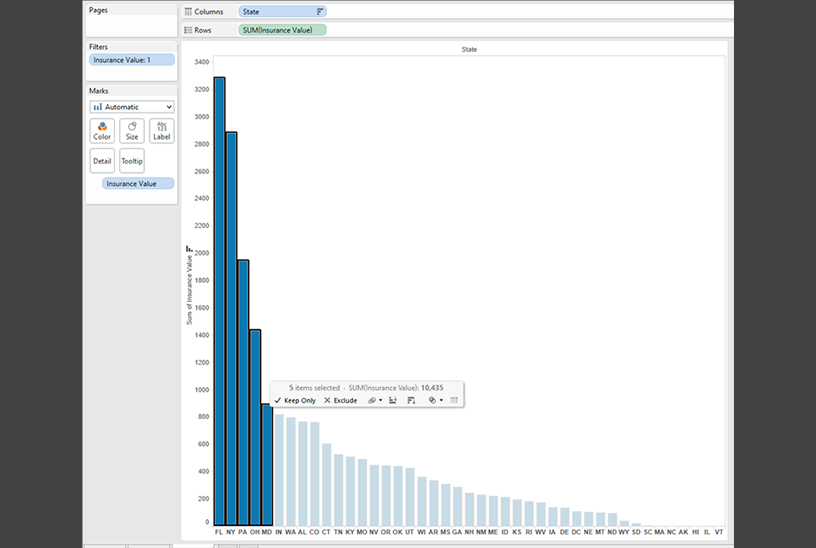 Pages
Columns
State
Rows
SUM(Insurance Value)
Filters
Insurance Value: 1
Marks
Automatic
Color
Size
Abc
123
Label
Detail
Tooltip
Insurance Value
State
Sum of Insurance Value
3400
3200
3000
2800
2600
2400
2200
2000
1800
1600
1400
1200
1000
800
600
400
200
0
5 items selected - SUM(Insurance Value): 10,435
Keep Only Exclude
FL NY PA OH MD IN WA AL CO CT TN KY MO NV OR OK UT WI AR MS GA NH NM ME ID KS RI WV IA DE DC NE MT ND WY SD SC MA NC AK HI IL VT